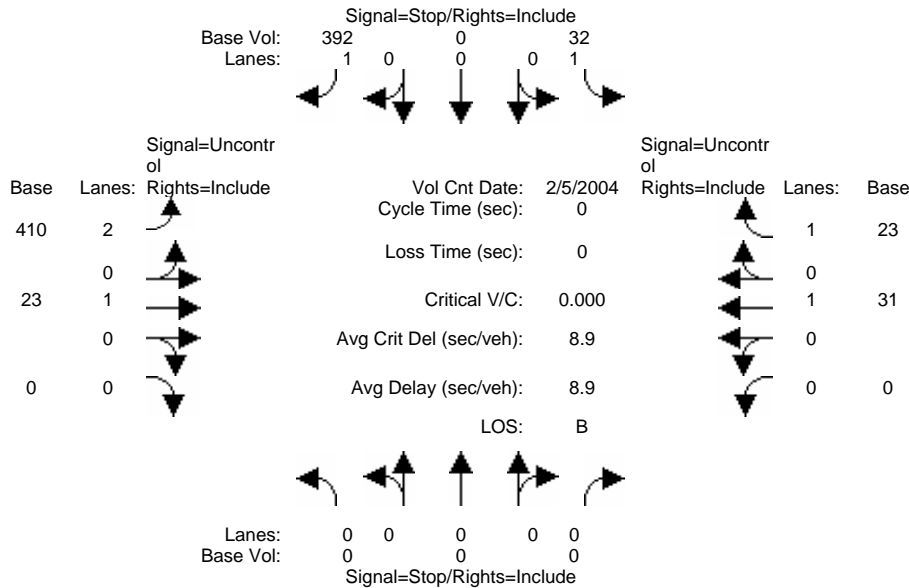 Signal=Stop/Rights=Include
Base Vol: 392 0 32
Lanes: 1 0 0 0 1
Signal=Uncontr
ol
Rights=Include
Signal=Uncontr
ol
Rights=Include
Base Lanes:
Vol Cnt Date: 2/5/2004
Lanes: Base
Cycle Time (sec): 0
410 2
1 23
Loss Time (sec): 0
0
0
23 1
Critical V/C: 0.000
1 31
0
Avg Crit Del (sec/veh): 8.9
0
0 0
Avg Delay (sec/veh): 8.9
0 0
LOS: B
Lanes: 0 0 0 0 0
Base Vol: 0 0 0
Signal=Stop/Rights=Include